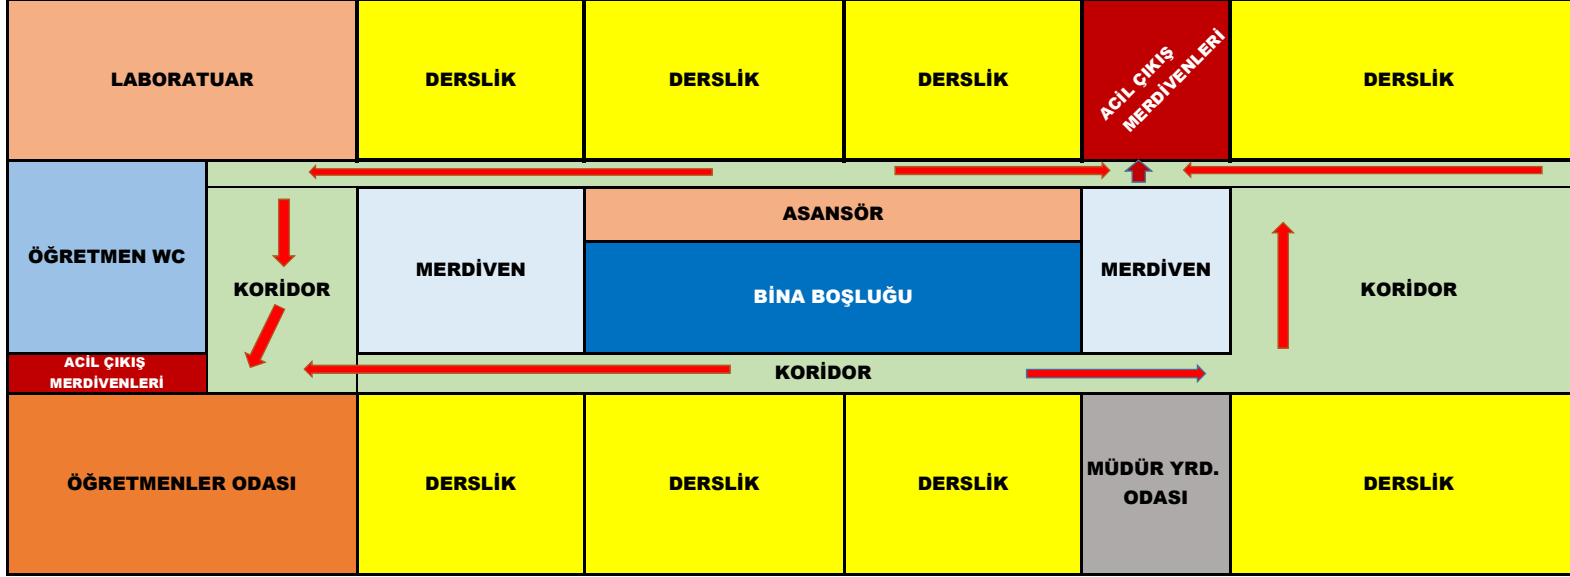 LABORATUAR
DERSLİK
DERSLİK
DERSLİK
ACİL ÇIKIŞ
MERDİVENLERİ
DERSLİK
ÖĞRETMEN WC
KORİDOR
MERDİVEN
ASANSÖR
BİNA BOŞLUĞU
MERDİVEN
KORİDOR
ACİL ÇIKIŞ
MERDİVENLERİ
KORİDOR
ÖĞRETMENLER ODASI
DERSLİK
DERSLİK
DERSLİK
MÜDÜR YRD.
ODASI
DERSLİK